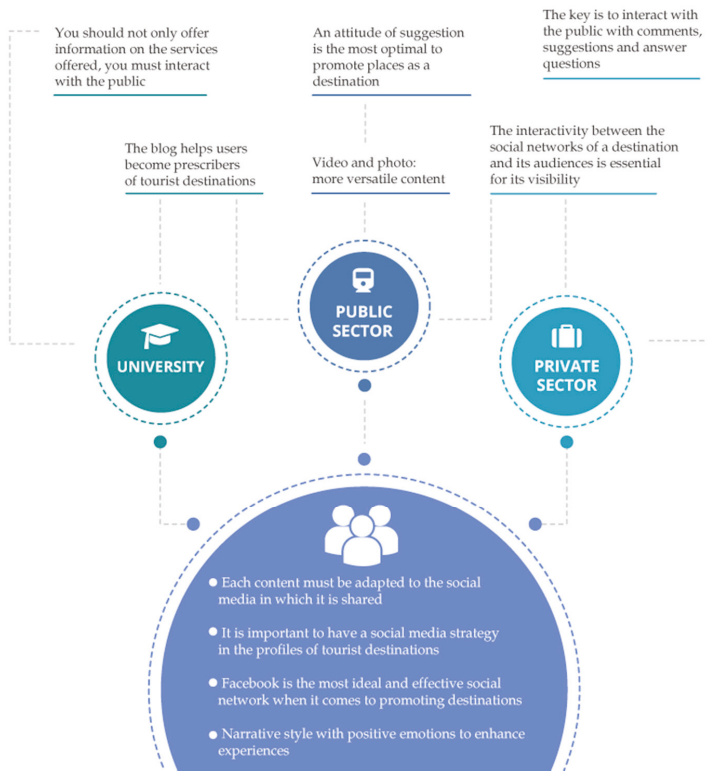 You should not only offer
information on the services
offered, you must interact
with the public
An attitude of suggestion
is the most optimal to
promote places as a
destination
The key is to interact with
the public with comments,
suggestions and answer
questions
The blog helps users
become prescribers
of tourist destinations
Video and photo:
more versatile content
The interactivity between the
social networks of a destination
and its audiences is essential
for its visibility
UNIVERSITY
PUBLIC
SECTOR
PRIVATE
SECTOR
Each content must be adapted to the social
media in which it is shared
It is important to have a social media strategy
in the profiles of tourist destinations
Facebook is the most ideal and effective social
network when it comes to promoting destinations
Narrative style with positive emotions to enhance
experiences